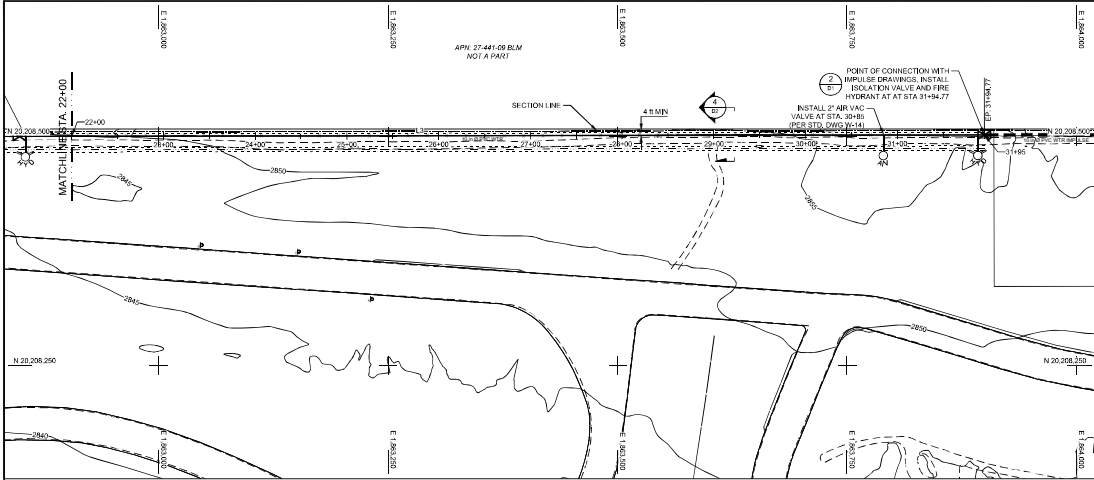 E 1,863,000
E 1,863,250
E 1,863,500
E 1,863,750
E 1,864,000
APN: 27-441-09 BLM
NOT A PART
SECTION LINE
4 ft MIN
4
D2
2
D1
POINT OF CONNECTION WITH
IMPULSE DRAWINGS, INSTALL
ISOLATION VALVE AND FIRE
HYDRANT AT AT STA 31+94.77
INSTALL 2" AIR VAC
VALVE AT STA. 30+85
(PER STD. DWG W-14)
EP: 31+94.77
MATCHLINE STA. 22+00
22+00
N 20,208,500
N 20,208,500
23+00
24+00
25+00
26+00
27+00
28+00
29+00
30+00
31+00
31+95
2845
2850
2855
2845
2850
N 20,208,250
N 20,208,250
2840
E 1,863,000
E 1,863,250
E 1,863,500
E 1,863,750
E 1,864,000